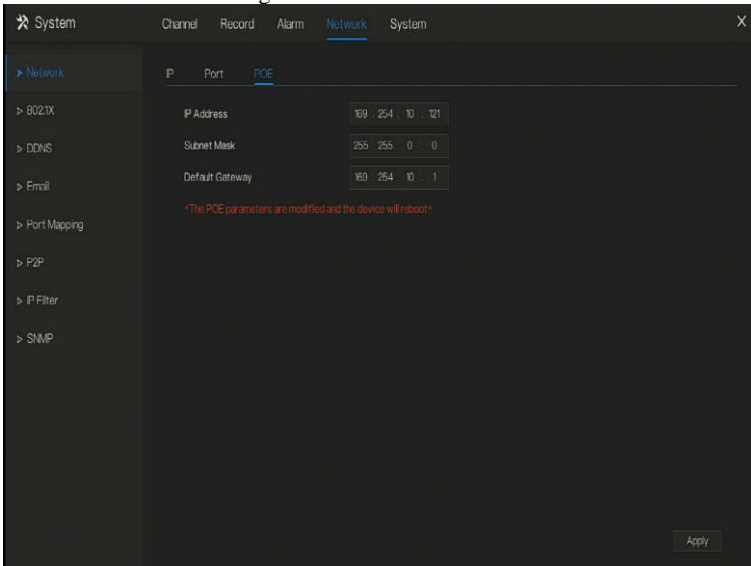 System
Channel Record Alarm Network System X
Network
IP Port POE
802.1X
IP Address 169 . 254 . 10 . 121
DDNS
Subnet Mask 255 . 255 . 0 . 0
Email
Default Gateway 169 . 254 . 10 . 1
*The POE parameters are modified and the device will reboot*
Port Mapping
P2P
IP Filter
SNMP
Apply